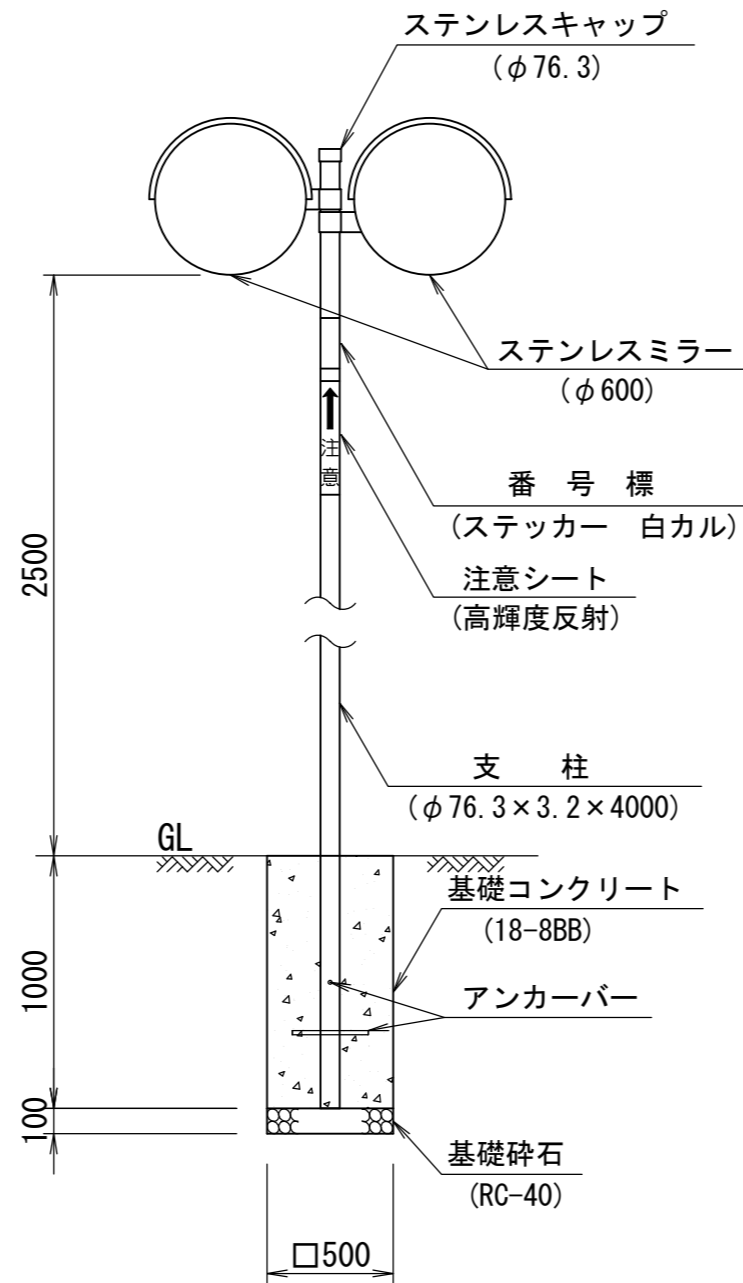 ステンレスキャップ
(φ76.3)
ステンレスミラー
(φ600)
注
意
番　号　標
(ステッカー　白カル)
注意シート
(高輝度反射)
2500
支　　柱
(φ76.3×3.2×4000)
GL
基礎コンクリート
(18-8BB)
1000
アンカーバー
100
基礎砕石
(RC-40)
□500